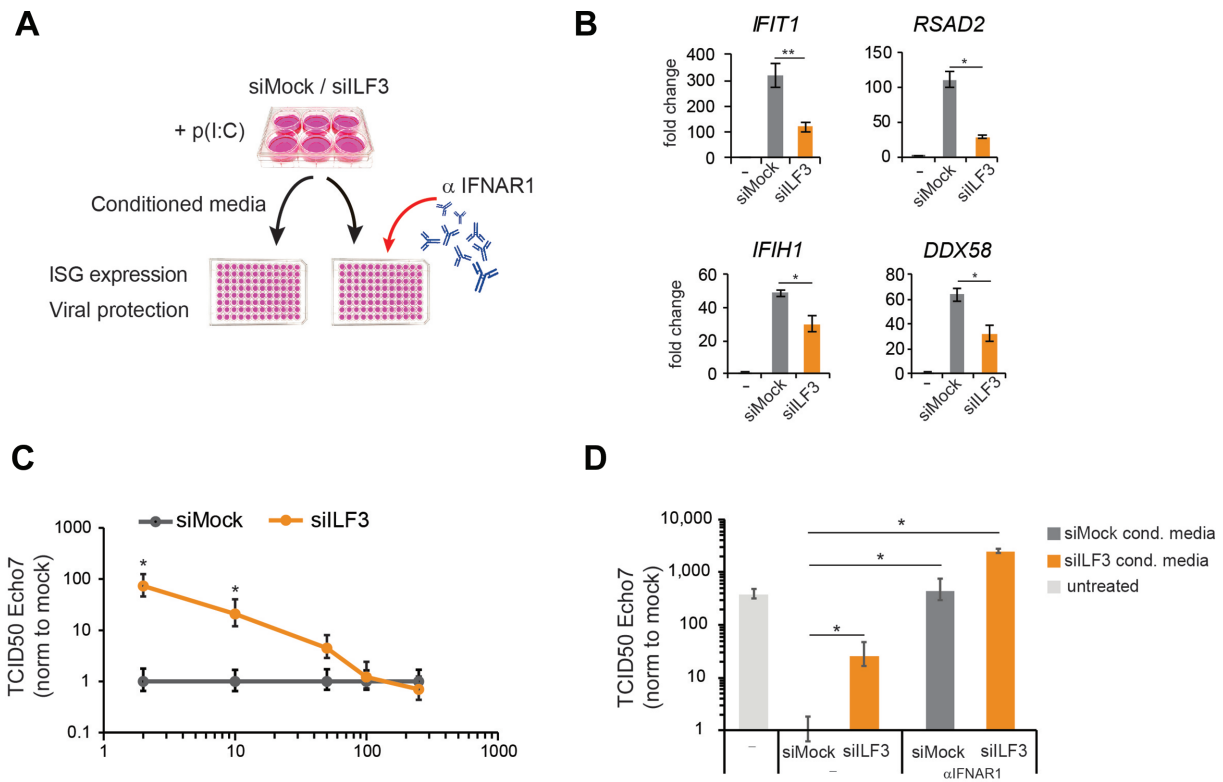 A
siMock / siILF3
+ p(I:C)
α IFNAR1
Conditioned media
ISG expression
Viral protection
B
IFIT1
RSAD2
fold change
400
300
200
100
0
**
-
siMock
siILF3
150
100
50
0
*
-
siMock
siILF3
IFIH1
DDX58
fold change
60
40
20
0
*
-
siMock
siILF3
80
60
40
20
0
*
-
siMock
siILF3
C
siMock
siILF3
TCID50 Echo7
(norm to mock)
1000
100
10
1
0.1
*
*
1
10
100
1000
D
TCID50 Echo7
(norm to mock)
10,000
1,000
100
10
1
*
*
*
siMock cond. media
siILF3 cond. media
untreated
–
siMock
siILF3
siMock
siILF3
–
αIFNAR1